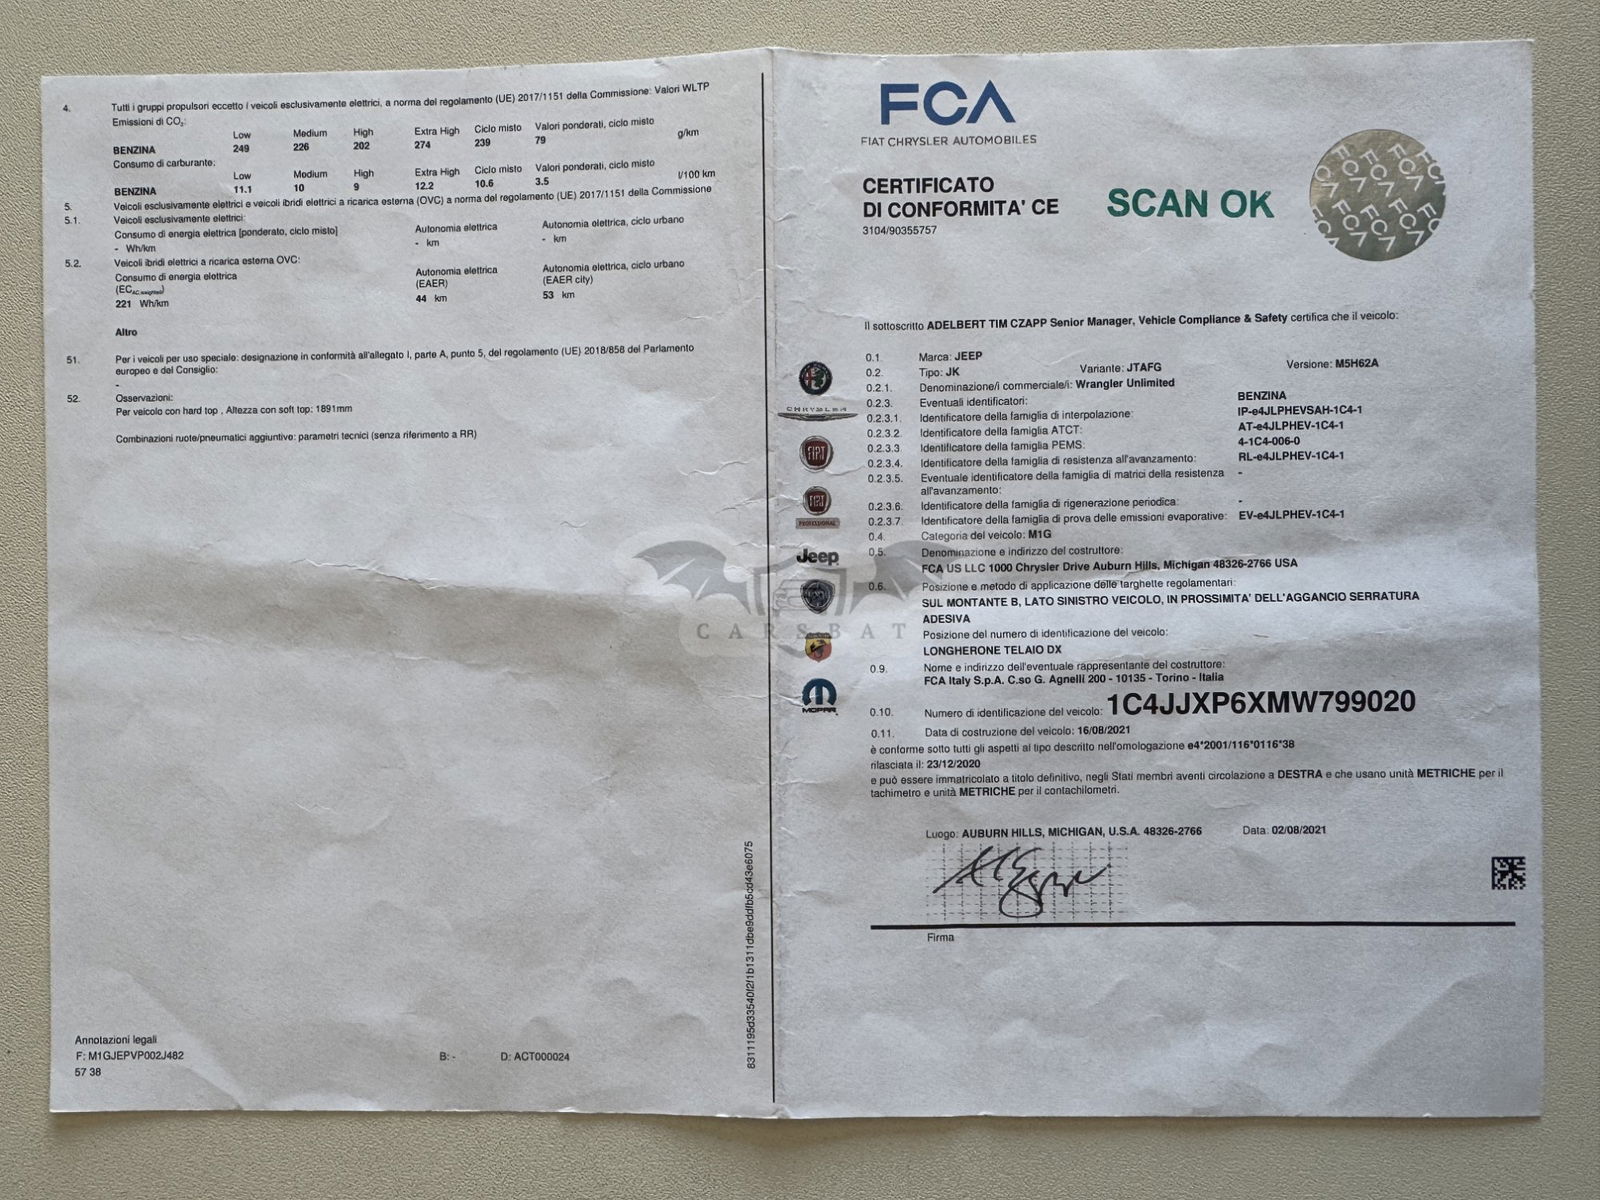 4. Tutti i gruppi propulsori eccetto i veicoli esclusivamente elettrici, a norma del regolamento (UE) 2017/1151 della Commissione: Valori WLTP
Emissioni di CO₂:
Low Medium High Extra High Ciclo misto Valori ponderati, ciclo misto
BENZINA 249 226 202 274 239 79 g/km
Consumo di carburante:
Low Medium High Extra High Ciclo misto Valori ponderati, ciclo misto
BENZINA 11.1 10 9 12.2 10.6 3.5 l/100 km
5. Veicoli esclusivamente elettrici e veicoli ibridi elettrici a ricarica esterna (OVC) a norma del regolamento (UE) 2017/1151 della Commissione
5.1. Veicoli esclusivamente elettrici:
Consumo di energia elettrica [ponderato, ciclo misto] Autonomia elettrica Autonomia elettrica, ciclo urbano
- Wh/km - km - km
5.2. Veicoli ibridi elettrici a ricarica esterna OVC:
Consumo di energia elettrica Autonomia elettrica Autonomia elettrica, ciclo urbano
(EC AC,weighted) (EAER) (EAER city)
221 Wh/km 44 km 53 km
Altro
51. Per i veicoli per uso speciale: designazione in conformità all'allegato I, parte A, punto 5, del regolamento (UE) 2018/858 del Parlamento
europeo e del Consiglio:
-
52. Osservazioni:
Per veicolo con hard top , Altezza con soft top: 1891mm
Combinazioni ruote/pneumatici aggiuntivo: parametri tecnici (senza riferimento a RR)
Annotazioni legali
F: M1GJEPVP002J482 B: - D: ACT000024
57 38
FCA
FIAT CHRYSLER AUTOMOBILES
CERTIFICATO
DI CONFORMITA' CE
3104/90355757
SCAN OK
FCA FCA FCA FCA
Il sottoscritto ADELBERT TIM CZAPP Senior Manager, Vehicle Compliance & Safety certifica che il veicolo:
0.1. Marca: JEEP
0.2. Tipo: JK Variante: JTAFG Versione: M5H62A
0.2.1. Denominazione/i commerciale/i: Wrangler Unlimited
0.2.3. Eventuali identificatori: BENZINA
0.2.3.1. Identificatore della famiglia di interpolazione: IP-e4JLPHEVSAH-1C4-1
0.2.3.2. Identificatore della famiglia ATCT: AT-e4JLPHEV-1C4-1
0.2.3.3 Identificatore della famiglia PEMS: 4-1C4-006-0
0.2.3.4. Identificatore della famiglia di resistenza all'avanzamento: RL-e4JLPHEV-1C4-1
0.2.3.5. Eventuale identificatore della famiglia di matrici della resistenza -
all'avanzamento:
0.2.3.6. Identificatore della famiglia di rigenerazione periodica: -
0.2.3.7. Identificatore della famiglia di prova delle emissioni evaporative: EV-e4JLPHEV-1C4-1
0.4. Categoria del veicolo: M1G
0.5. Denominazione e indirizzo del costruttore:
FCA US LLC 1000 Chrysler Drive Auburn Hills, Michigan 48326-2766 USA
0.6. Posizione e metodo di applicazione delle targhette regolamentari:
SUL MONTANTE B, LATO SINISTRO VEICOLO, IN PROSSIMITA' DELL'AGGANCIO SERRATURA
ADESIVA
Posizione del numero di identificazione del veicolo:
LONGHERONE TELAIO DX
0.9. Nome e indirizzo dell'eventuale rappresentante del costruttore:
FCA Italy S.p.A. C.so G. Agnelli 200 - 10135 - Torino - Italia
0.10. Numero di identificazione del veicolo: 1C4JJXP6XMW799020
0.11. Data di costruzione del veicolo: 16/08/2021
è conforme sotto tutti gli aspetti al tipo descritto nell'omologazione e4*2001/116*0116*38
rilasciata il: 23/12/2020
e può essere immatricolato a titolo definitivo, negli Stati membri aventi circolazione a DESTRA e che usano unità METRICHE per il
tachimetro e unità METRICHE per il contachilometri.
Luogo: AUBURN HILLS, MICHIGAN, U.S.A. 48326-2766 Data: 02/08/2021
Firma
CHRYSLER
FIAT
FIAT
PROFESSIONAL
Jeep
MOPAR
CARSBAT